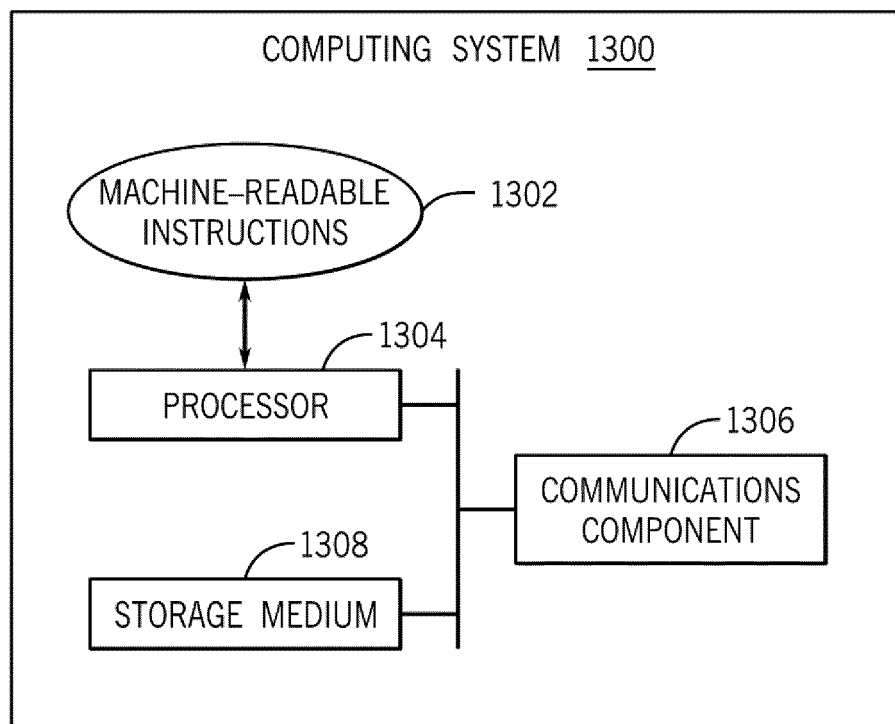 COMPUTING SYSTEM 1300
MACHINE–READABLE
INSTRUCTIONS
1302
1304
PROCESSOR
1306
COMMUNICATIONS
COMPONENT
1308
STORAGE MEDIUM